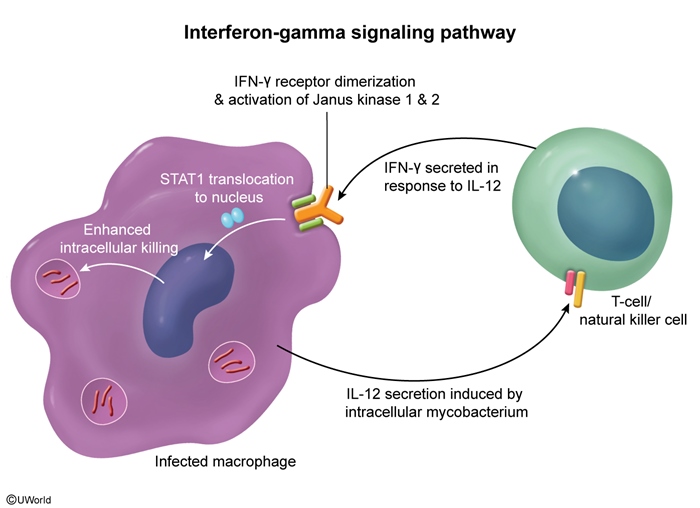 Interferon-gamma signaling pathway
IFN-γ receptor dimerization
& activation of Janus kinase 1 & 2
STAT1 translocation
to nucleus
IFN-γ secreted in
response to IL-12
Enhanced
intracellular killing
T-cell/
natural killer cell
IL-12 secretion induced by
intracellular mycobacterium
Infected macrophage
©UWorld